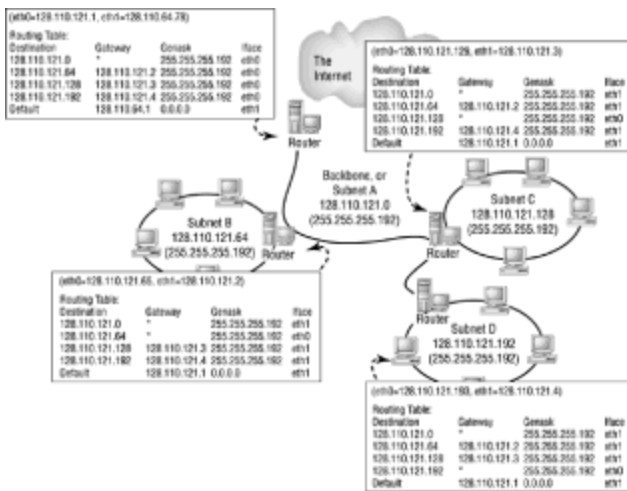 (eth0=128.110.121.1, eth1=128.110.64.78)
Routing Table:
Destination Gateway Genask Iface
128.110.121.0 * 255.255.255.192 eth0
128.110.121.64 128.110.121.2 255.255.255.192 eth0
128.110.121.128 128.110.121.3 255.255.255.192 eth0
128.110.121.192 128.110.121.4 255.255.255.192 eth0
Default 128.110.64.1 0.0.0.0 eth1
The
Internet
(eth0=128.110.121.129, eth1=128.110.121.3)
Routing Table:
Destination Gateway Genask Iface
128.110.121.0 * 255.255.255.192 eth1
128.110.121.64 128.110.121.2 255.255.255.192 eth1
128.110.121.128 * 255.255.255.192 eth0
128.110.121.192 128.110.121.4 255.255.255.192 eth1
Default 128.110.121.1 0.0.0.0 eth1
Router
Backbone, or
Subnet A
128.110.121.0
(255.255.255.192)
Subnet C
128.110.121.128
(255.255.255.192)
Router
Subnet B
128.110.121.64
(255.255.255.192)
Router
(eth0=128.110.121.65, eth1=128.110.121.2)
Routing Table:
Destination Gateway Genask Iface
128.110.121.0 * 255.255.255.192 eth1
128.110.121.64 * 255.255.255.192 eth0
128.110.121.128 128.110.121.3 255.255.255.192 eth1
128.110.121.192 128.110.121.4 255.255.255.192 eth1
Default 128.110.121.1 0.0.0.0 eth1
Router
Subnet D
128.110.121.192
(255.255.255.192)
(eth0=128.110.121.193, eth1=128.110.121.4)
Routing Table:
Destination Gateway Genask Iface
128.110.121.0 * 255.255.255.192 eth1
128.110.121.64 128.110.121.2 255.255.255.192 eth1
128.110.121.128 128.110.121.3 255.255.255.192 eth1
128.110.121.192 * 255.255.255.192 eth0
Default 128.110.121.1 0.0.0.0 eth1